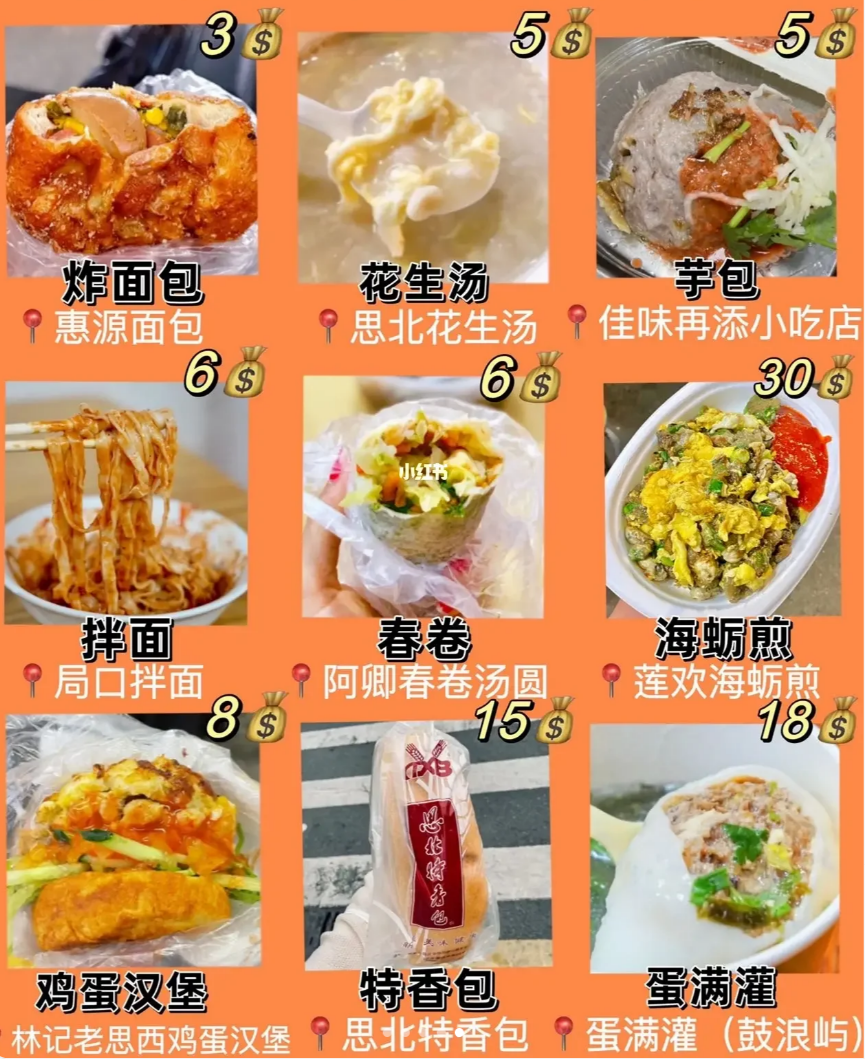 3
5
5
炸面包
花生汤
芋包
惠源面包
思北花生汤
佳味再添小吃店
6
6
30
小红书
拌面
春卷
海蛎煎
局口拌面
阿卿春卷汤圆
莲欢海蛎煎
8
15
18
思北特香包
鸡蛋汉堡
特香包
蛋满灌
林记老思西鸡蛋汉堡
思北特香包
蛋满灌（鼓浪屿）